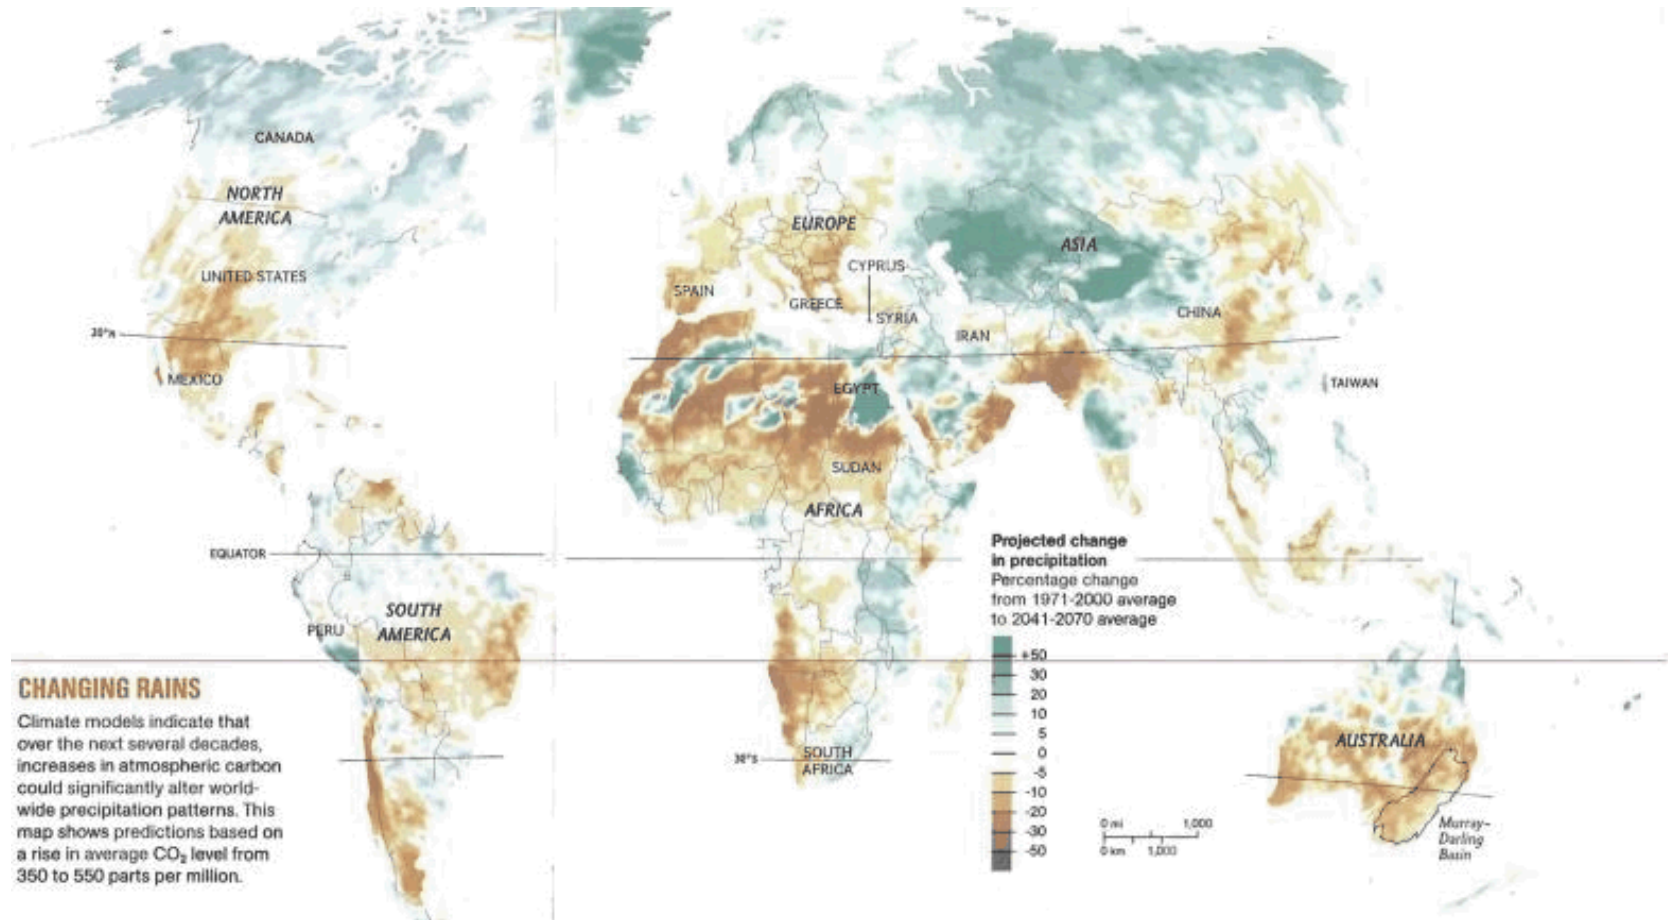 CANADA
NORTH
AMERICA
UNITED STATES
30°N
MEXICO
EUROPE
ASIA
CYPRUS
SPAIN
GREECE
SYRIA
IRAN
CHINA
TAIWAN
EGYPT
SUDAN
AFRICA
EQUATOR
SOUTH
AMERICA
PERU
SOUTH
AFRICA
30°S
AUSTRALIA
Murray-
Darling
Basin
Projected change
in precipitation
Percentage change
from 1971-2000 average
to 2041-2070 average
+50
30
20
10
5
0
-5
-10
-20
-30
-50
0 mi 1,000
0 km 1,000
CHANGING RAINS
Climate models indicate that
over the next several decades,
increases in atmospheric carbon
could significantly alter world-
wide precipitation patterns. This
map shows predictions based on
a rise in average CO₂ level from
350 to 550 parts per million.